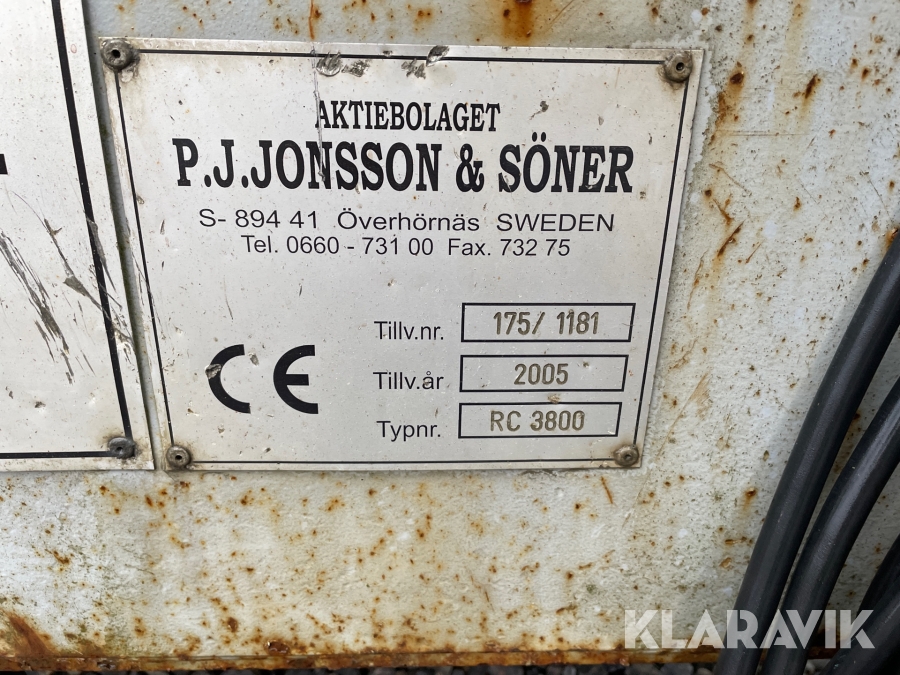 AKTIEBOLAGET
P.J.JONSSON & SÖNER
S- 894 41 Överhörnäs SWEDEN
Tel. 0660 - 731 00 Fax. 732 75
Tillv.nr. 175/ 1181
Tillv.år 2005
Typnr. RC 3800
CE
KLARAVIK